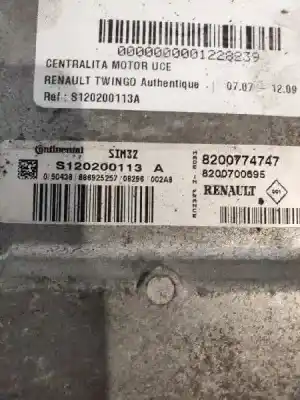 0000000001228239
CENTRALITA MOTOR UCE
RENAULT TWINGO Authentique | 07.07 - 12.09
Ref : S120200113A
Continental SIM32
S120200113 A
8200774747
8200700695
RENAULT
001